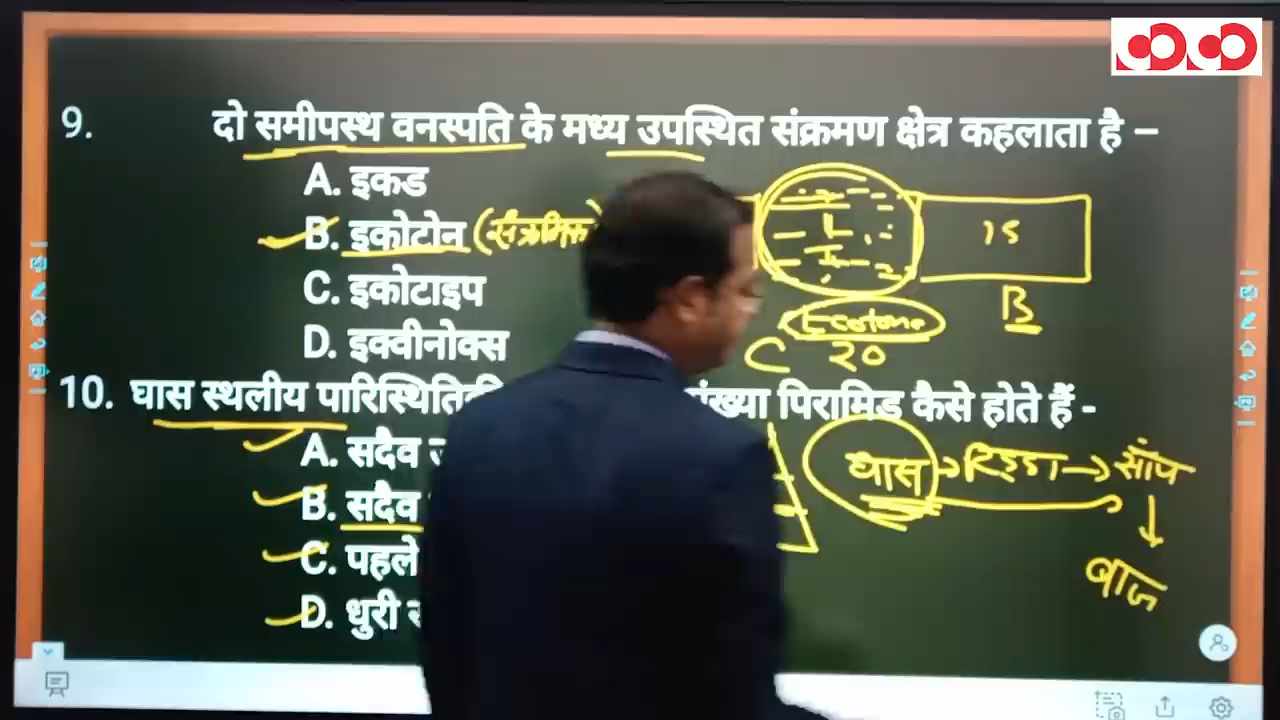 9. दो समीपस्थ वनस्पति के मध्य उपस्थित संक्रमण क्षेत्र कहलाता है –
A. इकड
B. इकोटोन (संक्रमिक
C. इकोटाइप
D. इक्वीनोक्स
15
B
Ecotone
C 20
10. घास स्थलीय पारिस्थितिकी संख्या पिरामिड कैसे होते हैं -
A. सदैव
B. सदैव
C. पहले
D. धुरी
घास → टिड्डा → साँप
बाज